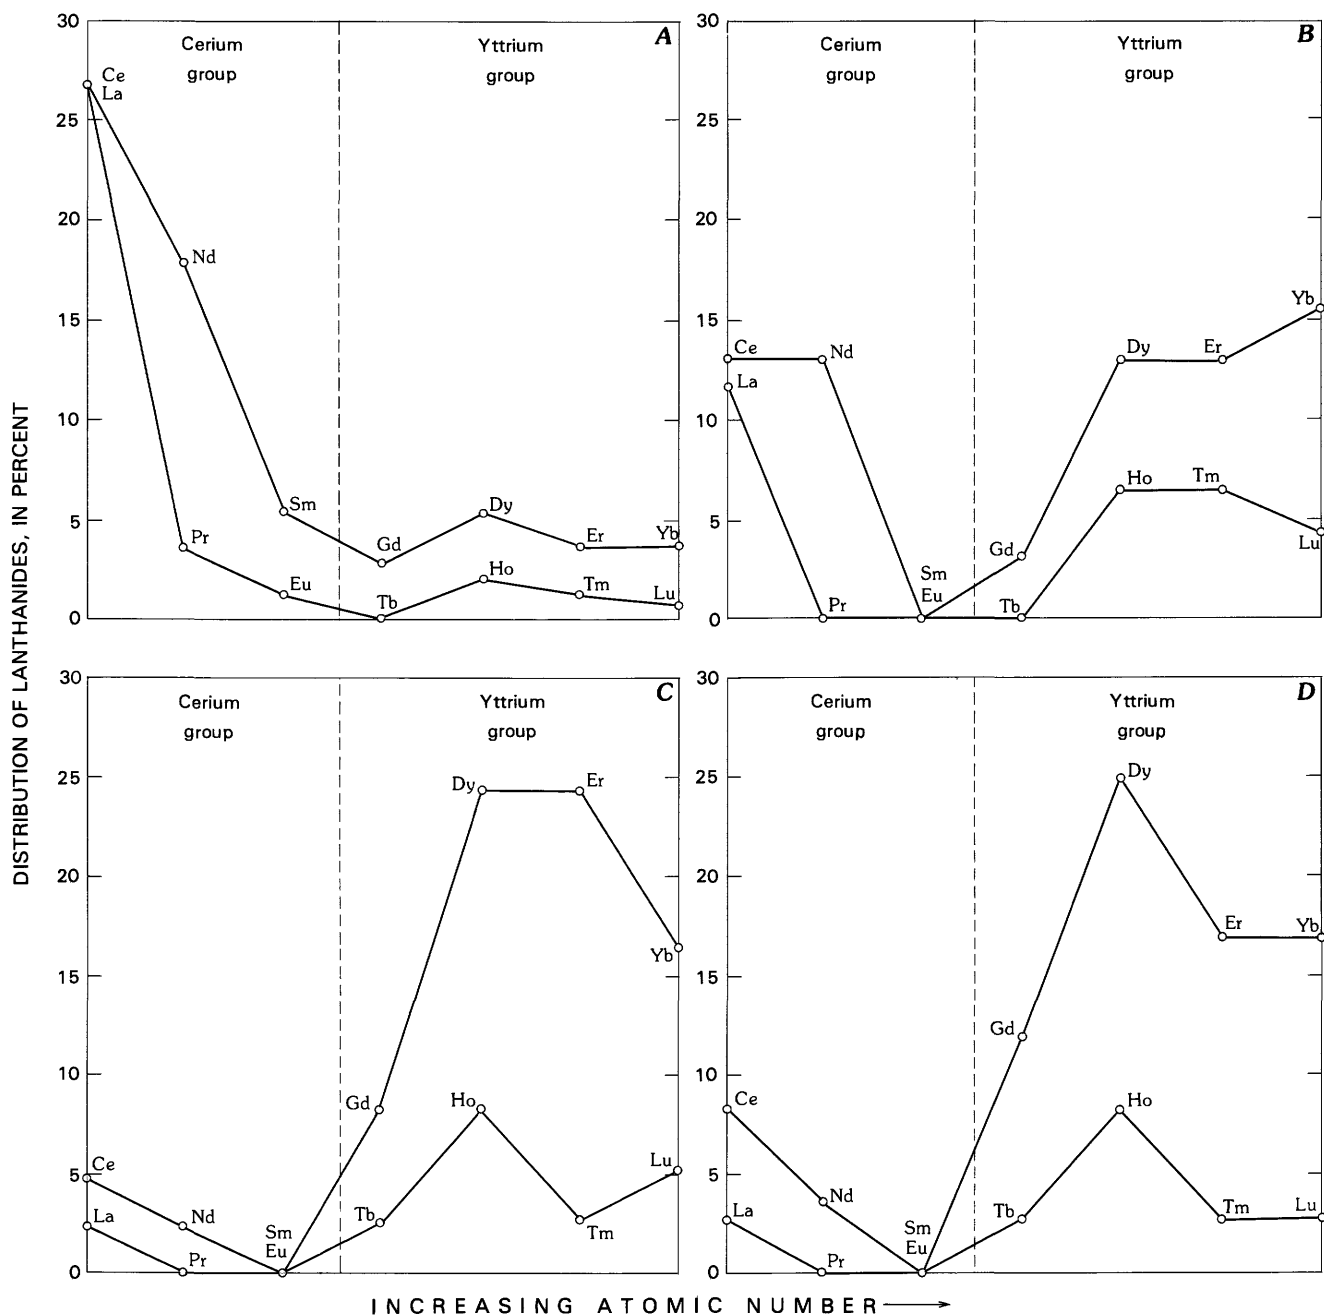 DISTRIBUTION OF LANTHANIDES, IN PERCENT
30
25
20
15
10
5
0
Cerium
group
Yttrium
group
A
Ce
La
Nd
Pr
Sm
Eu
Gd
Tb
Dy
Ho
Er
Tm
Yb
Lu
30
25
20
15
10
5
0
Cerium
group
Yttrium
group
B
Ce
La
Nd
Pr
Sm
Eu
Gd
Tb
Dy
Ho
Er
Tm
Yb
Lu
30
25
20
15
10
5
0
Cerium
group
Yttrium
group
C
Ce
La
Nd
Pr
Sm
Eu
Gd
Tb
Dy
Ho
Er
Tm
Yb
Lu
30
25
20
15
10
5
0
Cerium
group
Yttrium
group
D
Ce
La
Nd
Pr
Sm
Eu
Gd
Tb
Dy
Ho
Er
Tm
Yb
Lu
INCREASING ATOMIC NUMBER